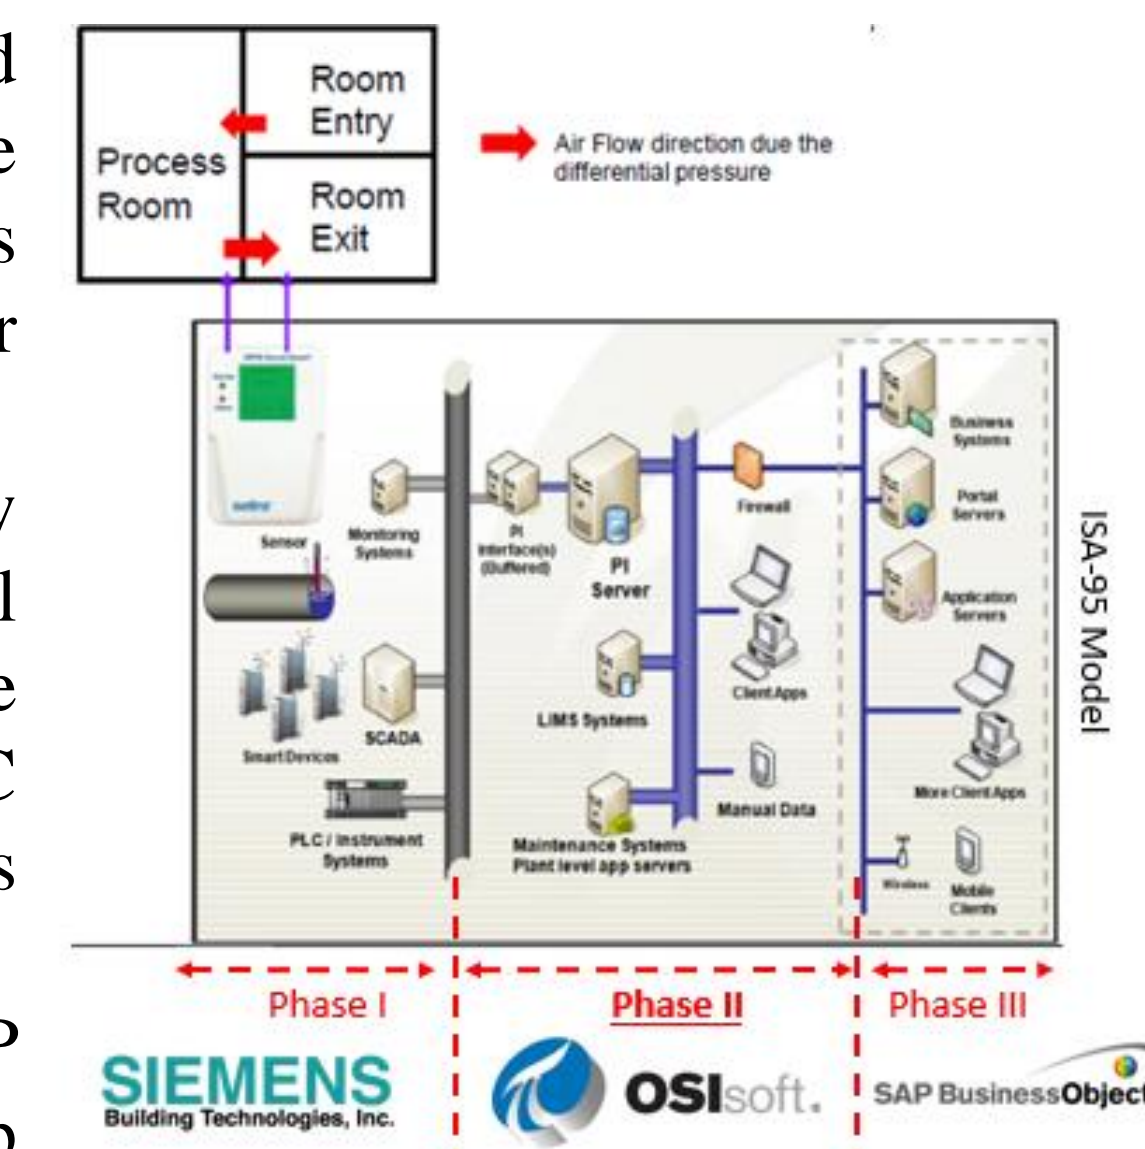 d
e
s
r
y
l
e
C
s
e
P
p
Process
Room
Room
Entry
Room
Exit
Air Flow direction due the
differential pressure
Sensor
Monitoring
Systems
PI
Interface(s)
(Buffered)
PI
Server
Firewall
Business
Systems
Portal
Servers
Application
Servers
ISA-95 Model
Smart Devices
SCADA
LIMS Systems
Client Apps
More Client Apps
PLC / Instrument
Systems
Maintenance Systems
Plant level app servers
Manual Data
Wireless
Mobile
Clients
Phase I
Phase II
Phase III
SIEMENS
Building Technologies, Inc.
OSIsoft.
SAP BusinessObject